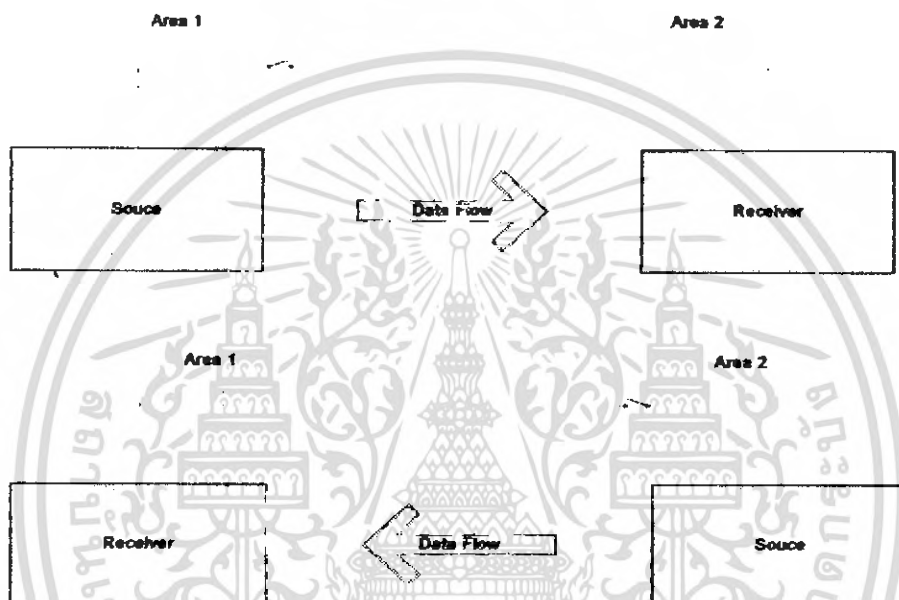 Area 1 Area 2
Souce Data Flow Receiver
Area 1 Area 2
Receiver Data Flow Souce